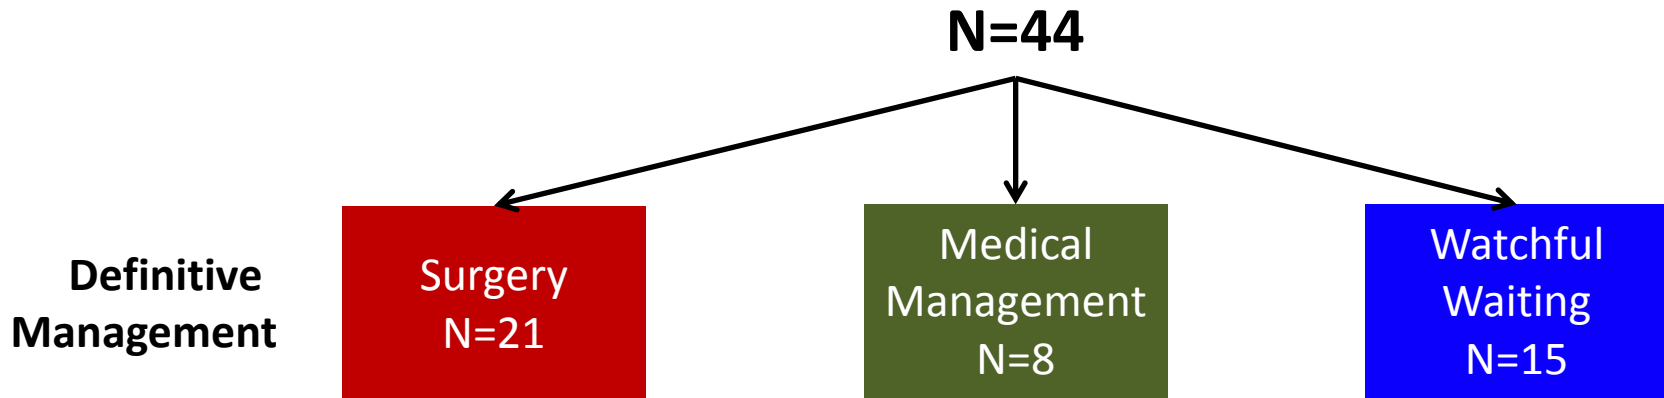 N=44
Definitive
Management
Surgery
N=21
Medical
Management
N=8
Watchful
Waiting
N=15